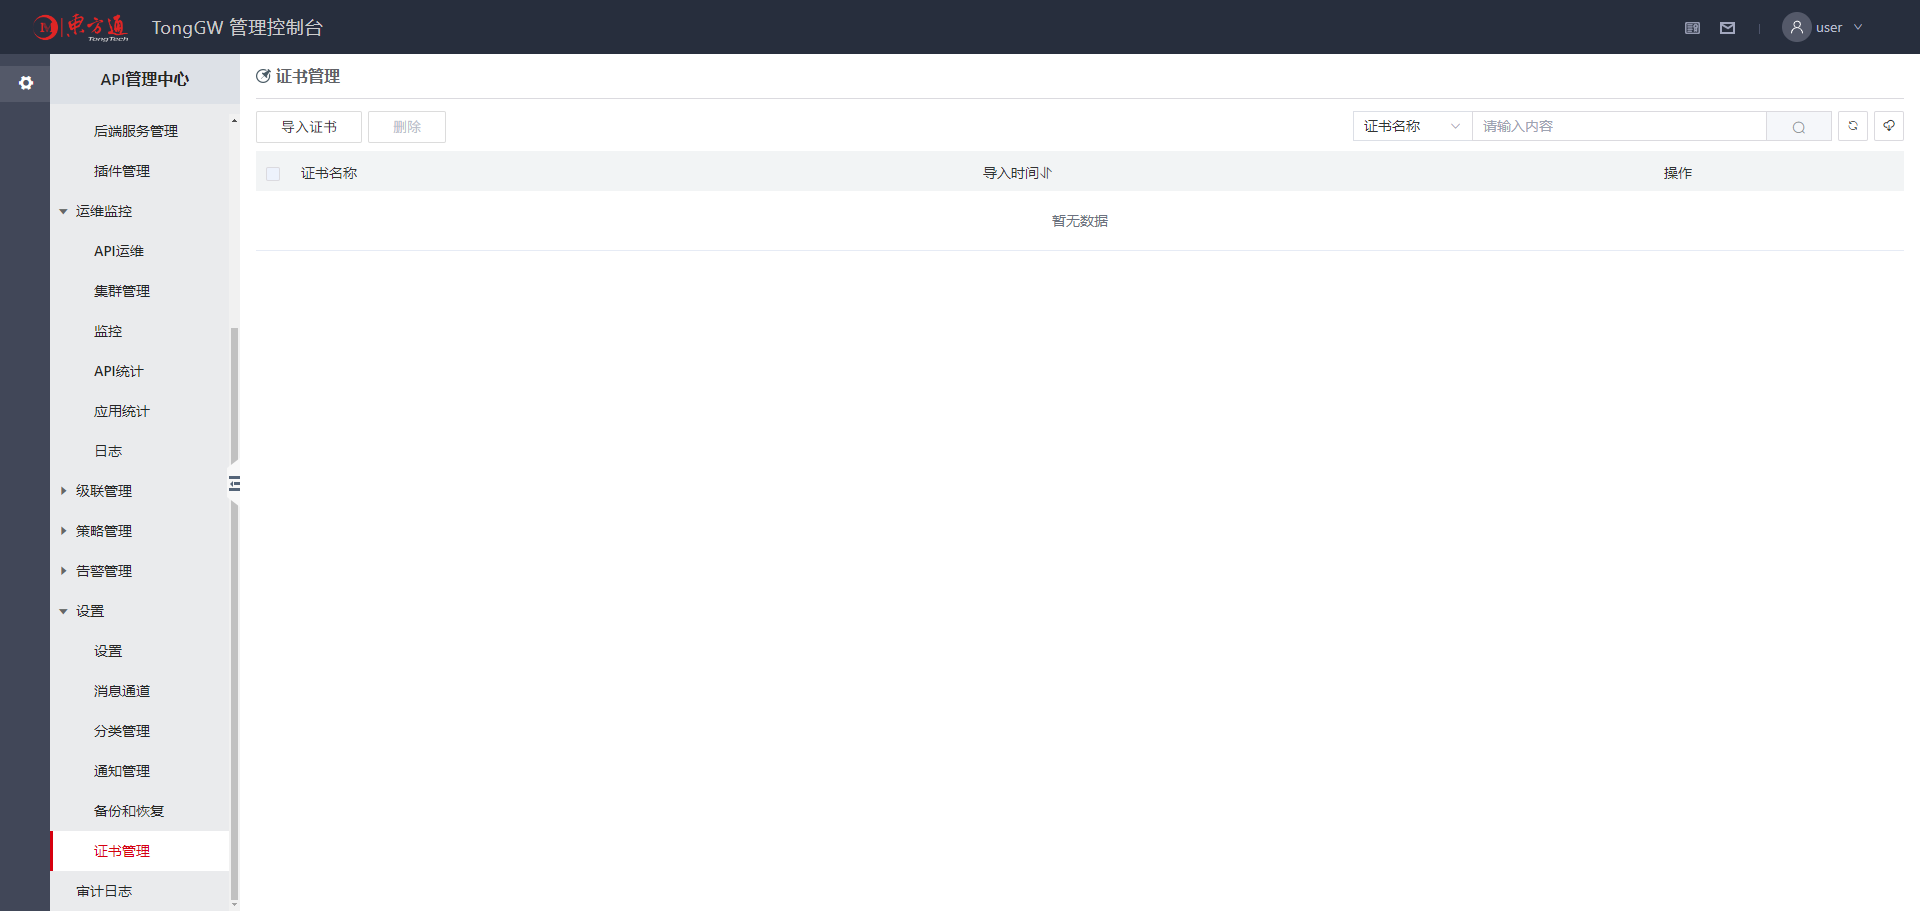 东方通
TongTech
TongGW 管理控制台
user
API管理中心
后端服务管理
插件管理
运维监控
API运维
集群管理
监控
API统计
应用统计
日志
级联管理
策略管理
告警管理
设置
设置
消息通道
分类管理
通知管理
备份和恢复
证书管理
审计日志
证书管理
导入证书 删除
证书名称 请输入内容
证书名称 导入时间 操作
暂无数据